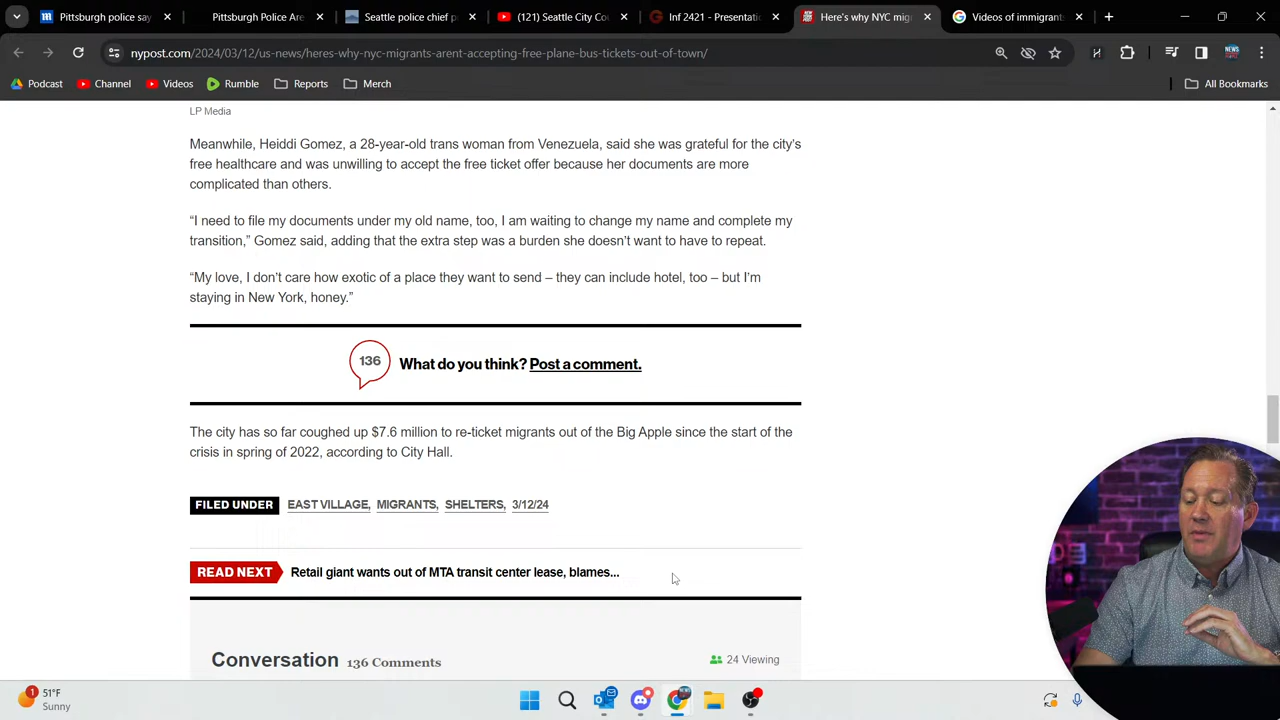 Pittsburgh police say
Pittsburgh Police Are
Seattle police chief p
(121) Seattle City Co
Inf 2421 - Presentatio
Here's why NYC mig
Videos of immigrant
nypost.com/2024/03/12/us-news/heres-why-nyc-migrants-arent-accepting-free-plane-bus-tickets-out-of-town/
Podcast
Channel
Videos
Rumble
Reports
Merch
All Bookmarks
LP Media
Meanwhile, Heiddi Gomez, a 28-year-old trans woman from Venezuela, said she was grateful for the city's
free healthcare and was unwilling to accept the free ticket offer because her documents are more
complicated than others.
“I need to file my documents under my old name, too, I am waiting to change my name and complete my
transition,” Gomez said, adding that the extra step was a burden she doesn’t want to have to repeat.
“My love, I don’t care how exotic of a place they want to send – they can include hotel, too – but I’m
staying in New York, honey.”
136
What do you think? Post a comment.
The city has so far coughed up $7.6 million to re-ticket migrants out of the Big Apple since the start of the
crisis in spring of 2022, according to City Hall.
FILED UNDER EAST VILLAGE, MIGRANTS, SHELTERS, 3/12/24
READ NEXT Retail giant wants out of MTA transit center lease, blames...
Conversation 136 Comments
24 Viewing
1
51°F
Sunny